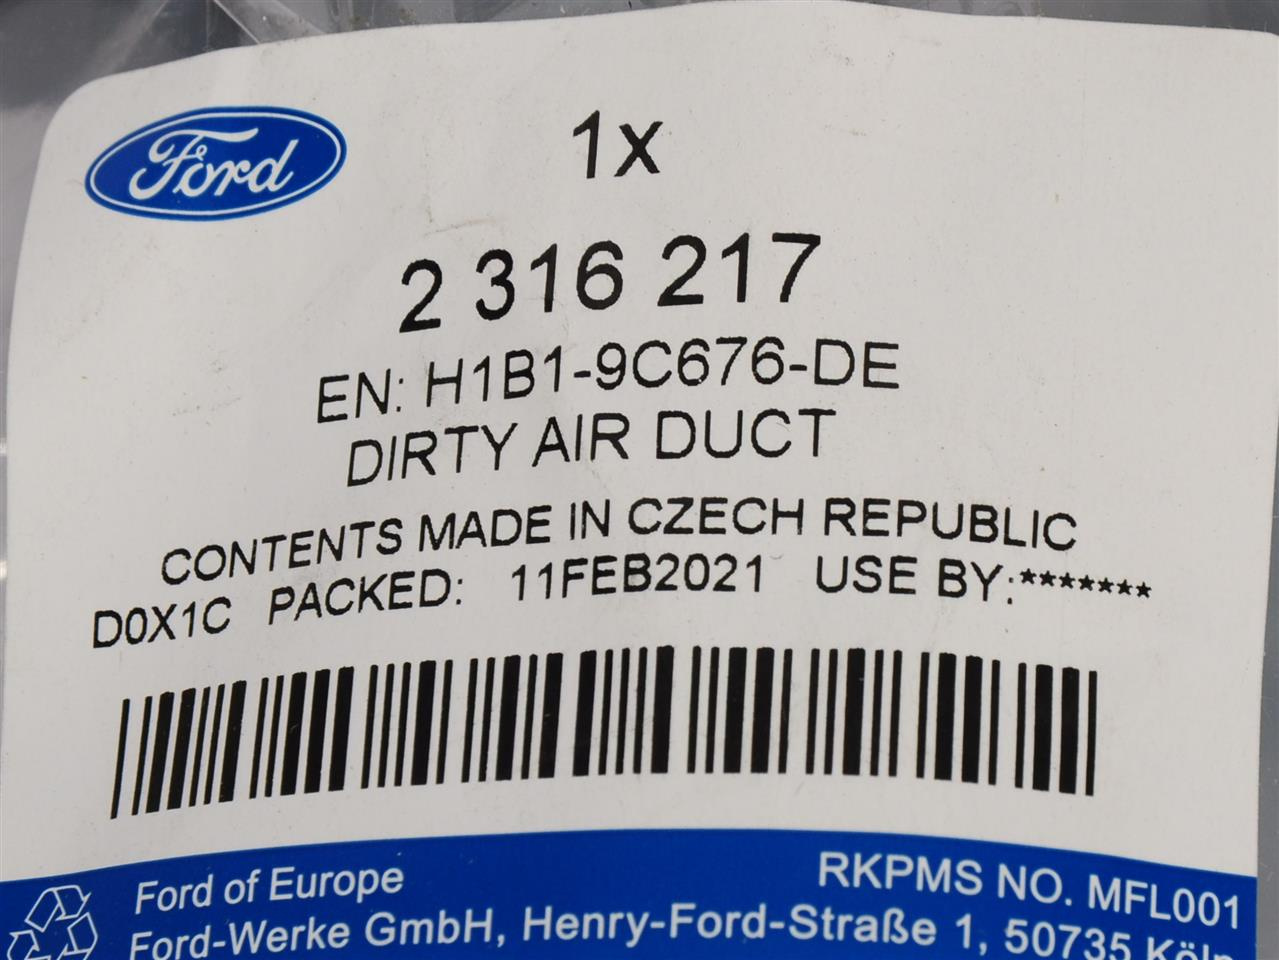 Ford
1x
2 316 217
EN: H1B1-9C676-DE
DIRTY AIR DUCT
CONTENTS MADE IN CZECH REPUBLIC
D0X1C PACKED: 11FEB2021 USE BY:*******
Ford of Europe
RKPMS NO. MFL001
Ford-Werke GmbH, Henry-Ford-Straße 1, 50735 Köln